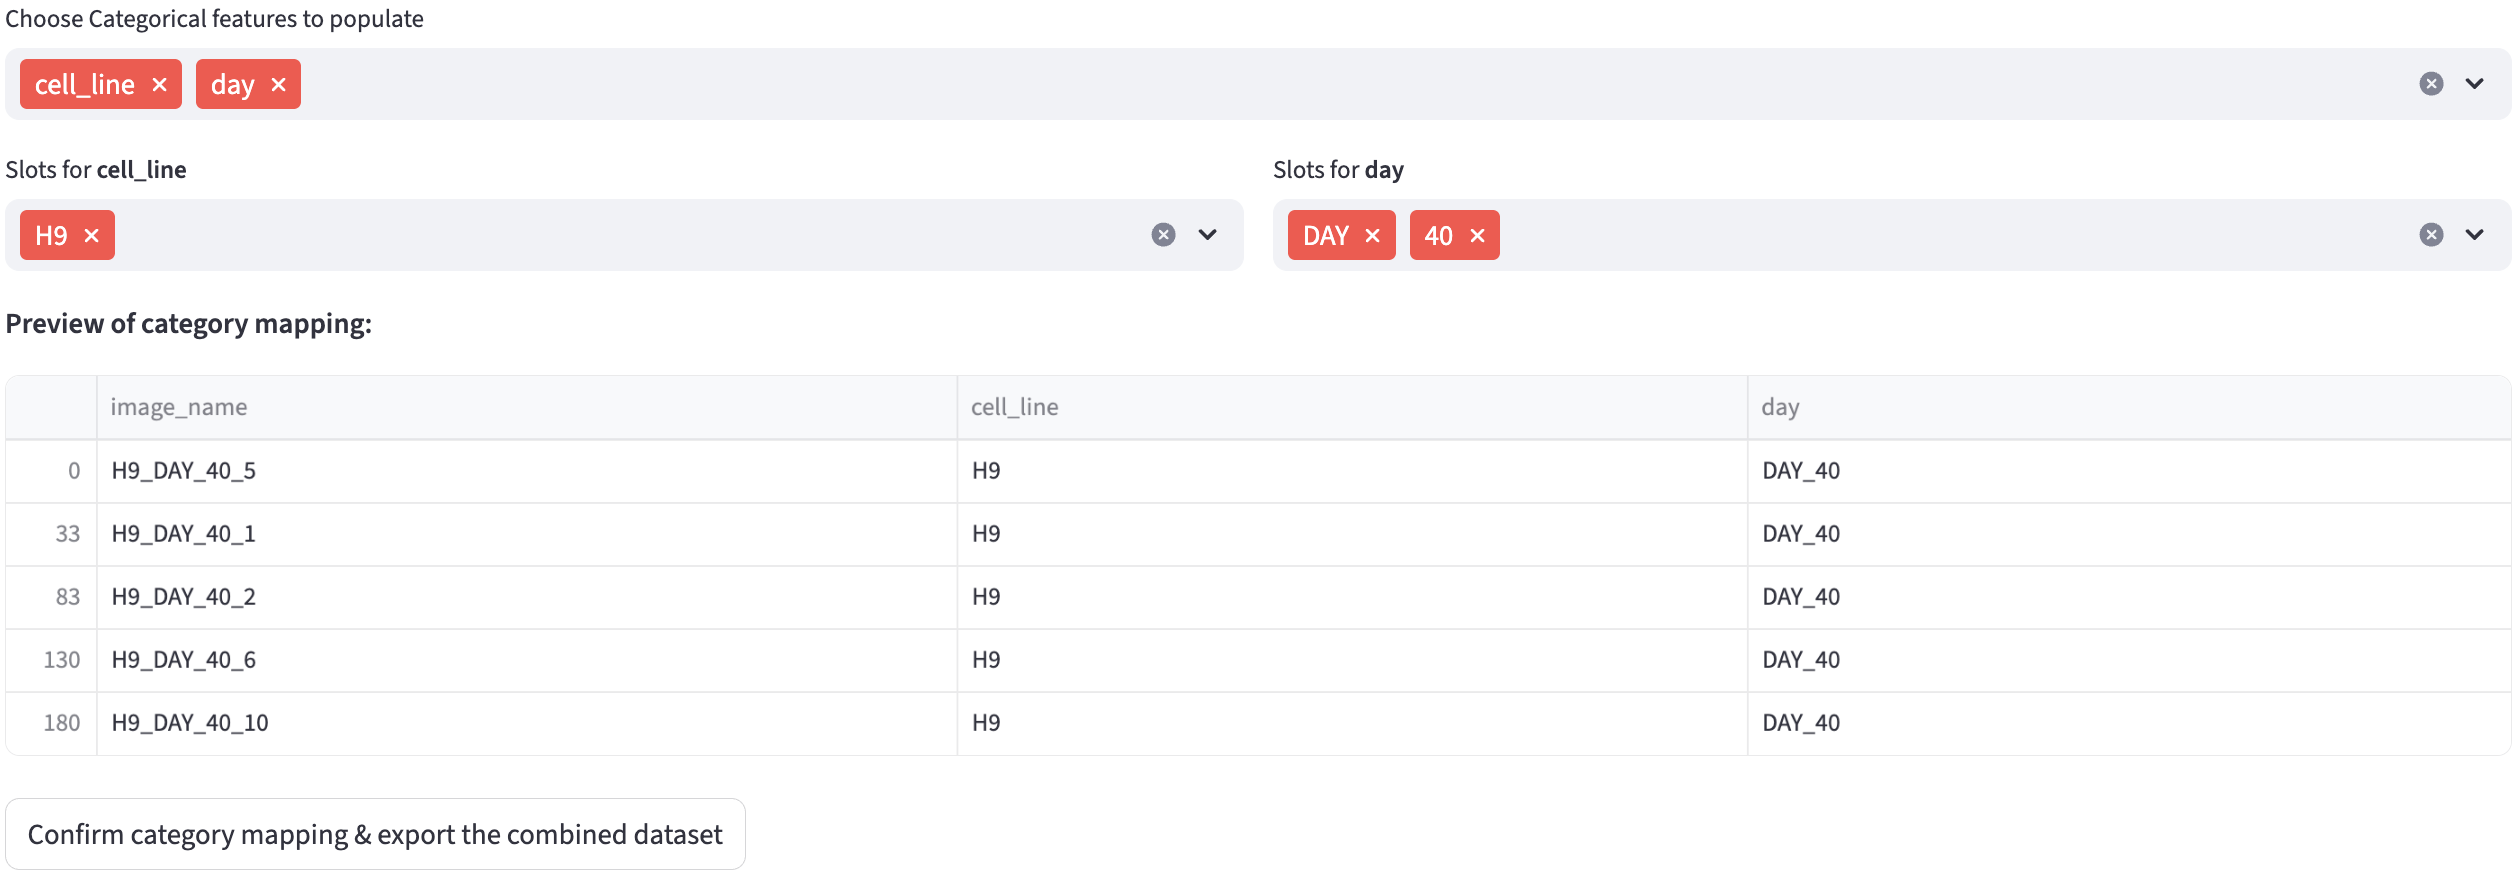 Choose Categorical features to populate
cell_line × day ×
Slots for cell_line Slots for day
H9 × DAY × 40 ×
Preview of category mapping:
image_name cell_line day
0 H9_DAY_40_5 H9 DAY_40
33 H9_DAY_40_1 H9 DAY_40
83 H9_DAY_40_2 H9 DAY_40
130 H9_DAY_40_6 H9 DAY_40
180 H9_DAY_40_10 H9 DAY_40
Confirm category mapping & export the combined dataset